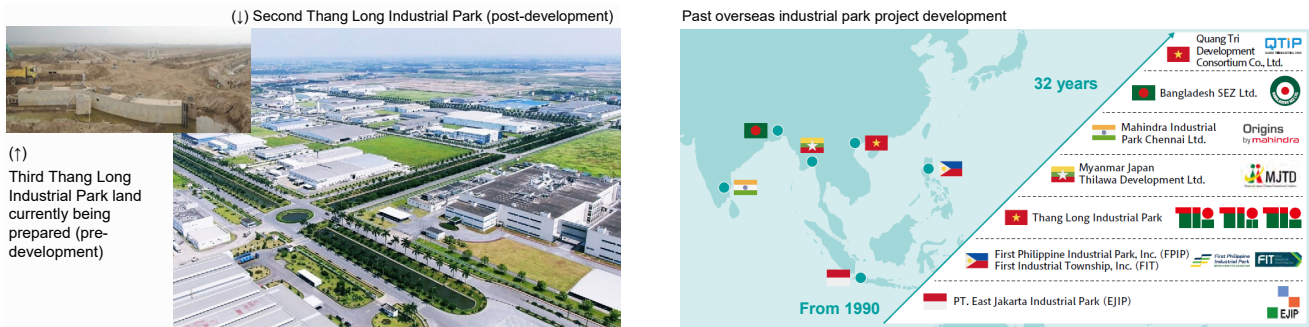 (↓) Second Thang Long Industrial Park (post-development)
(↑)
Third Thang Long
Industrial Park land
currently being
prepared (pre-
development)
Past overseas industrial park project development
32 years
From 1990
Quang Tri
Development
Consortium Co., Ltd.
QTIP
Bangladesh SEZ Ltd.
Mahindra Industrial
Park Chennai Ltd.
Origins
by mahindra
Myanmar Japan
Thilawa Development Ltd.
MJTD
Thang Long Industrial Park
First Philippine Industrial Park, Inc. (FPIP)
First Industrial Township, Inc. (FIT)
First Philippine
Industrial Park
FIT
PT. East Jakarta Industrial Park (EJIP)
EJIP